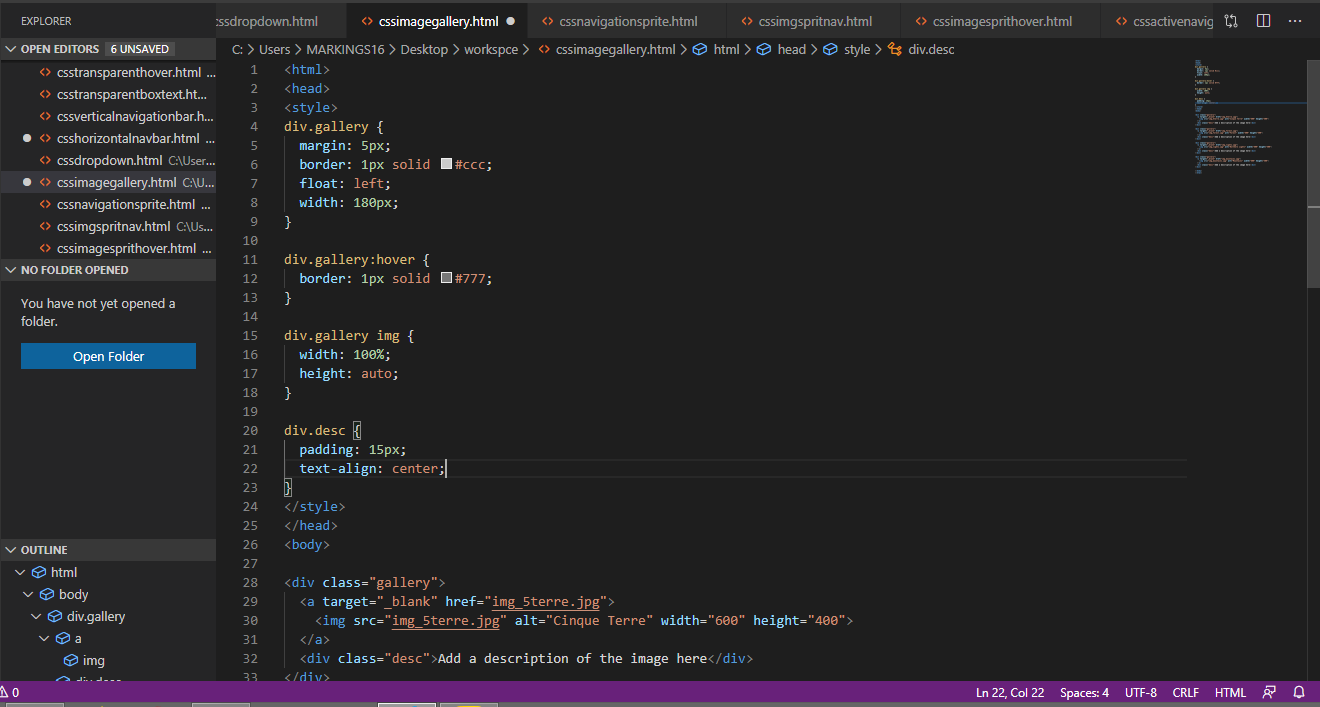 EXPLORER
ssdropdown.html
cssimagegallery.html
cssnavigationsprite.html
cssimgspritnav.html
cssimagesprithover.html
cssactivenavig
OPEN EDITORS 6 UNSAVED
C: > Users > MARKINGS16 > Desktop > workspce > cssimagegallery.html > html > head > style > div.desc
csstransparenthover.html ...
csstransparentboxtext.ht...
cssverticalnavigationbar.h...
csshorizontalnavbar.html ...
cssdropdown.html C:\User...
cssimagegallery.html C:\U...
cssnavigationsprite.html ...
cssimgspritnav.html C:\Us...
cssimagesprithover.html ...
NO FOLDER OPENED
You have not yet opened a
folder.
Open Folder
OUTLINE
html
body
div.gallery
a
img
div.desc
1 <html>
2 <head>
3 <style>
4 div.gallery {
5 margin: 5px;
6 border: 1px solid #ccc;
7 float: left;
8 width: 180px;
9 }
10
11 div.gallery:hover {
12 border: 1px solid #777;
13 }
14
15 div.gallery img {
16 width: 100%;
17 height: auto;
18 }
19
20 div.desc {
21 padding: 15px;
22 text-align: center;
23 }
24 </style>
25 </head>
26 <body>
27
28 <div class="gallery">
29 <a target="_blank" href="img_5terre.jpg">
30 <img src="img_5terre.jpg" alt="Cinque Terre" width="600" height="400">
31 </a>
32 <div class="desc">Add a description of the image here</div>
33 </div>
0
Ln 22, Col 22
Spaces: 4
UTF-8
CRLF
HTML